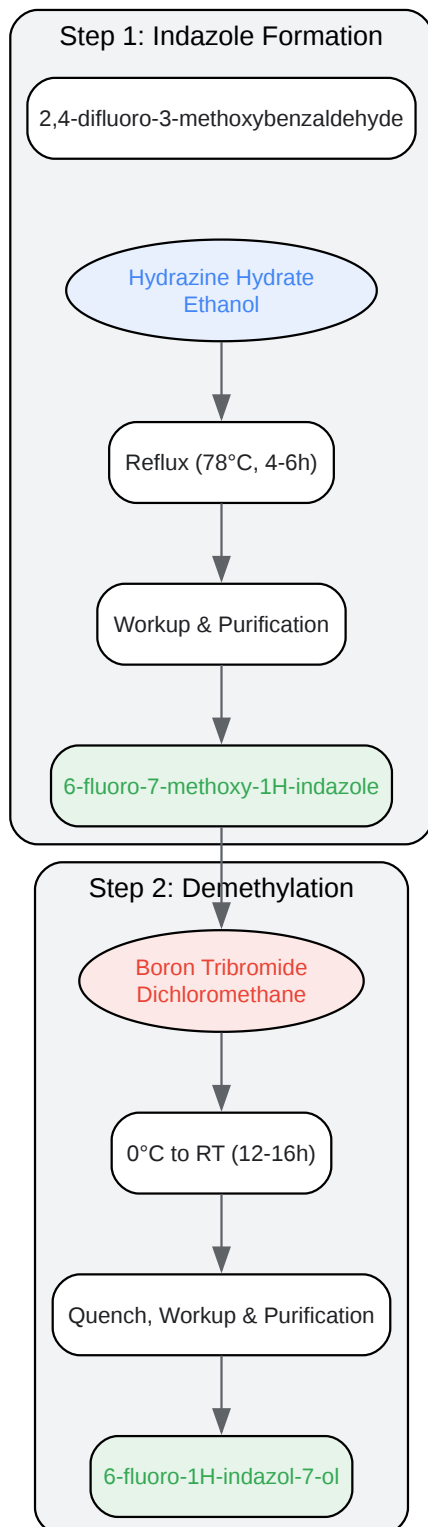 Step 1: Indazole Formation
2,4-difluoro-3-methoxybenzaldehyde
Hydrazine Hydrate
Ethanol
Reflux (78°C, 4-6h)
Workup & Purification
6-fluoro-7-methoxy-1H-indazole
Step 2: Demethylation
Boron Tribromide
Dichloromethane
0°C to RT (12-16h)
Quench, Workup & Purification
6-fluoro-1H-indazol-7-ol